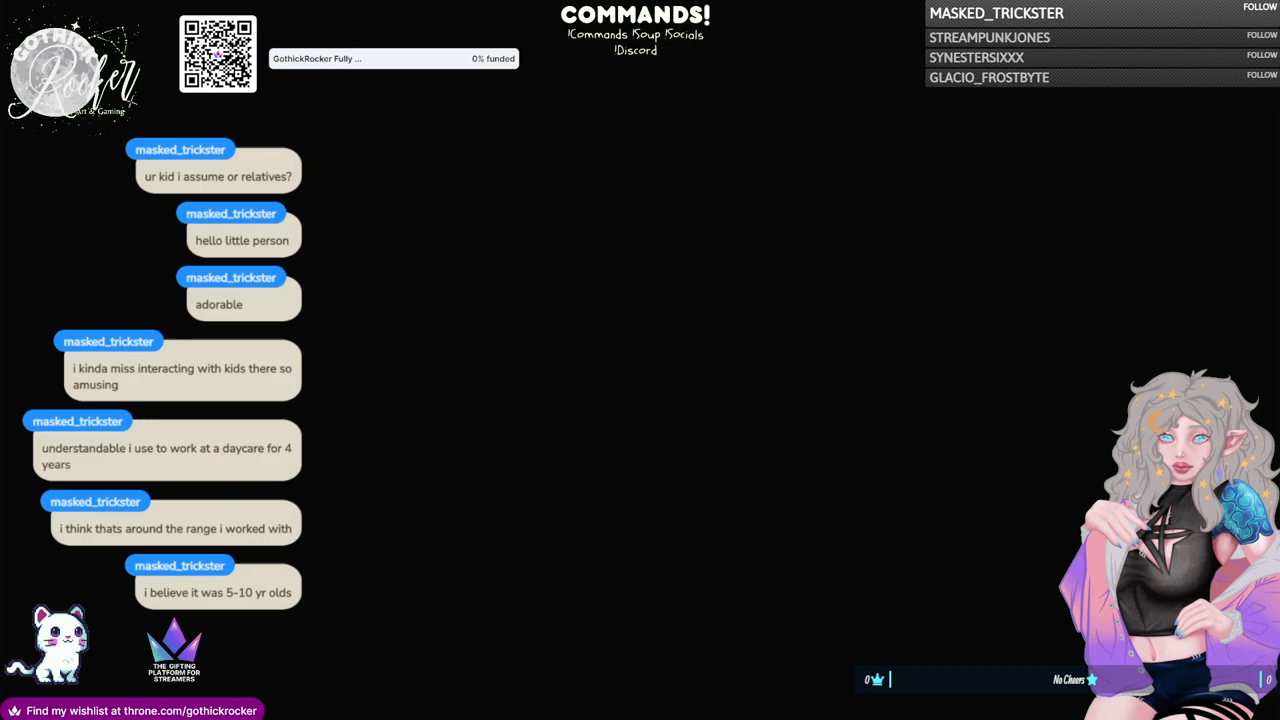 GOTHICK
Rocker
Art & Gaming
GothickRocker Fully ...
0% funded
COMMANDS!
!Commands !Soup !Socials
!Discord
MASKED_TRICKSTER
FOLLOW
STREAMPUNKJONES
FOLLOW
SYNESTERSIXXX
FOLLOW
GLACIO_FROSTBYTE
FOLLOW
masked_trickster
ur kid i assume or relatives?
masked_trickster
hello little person
masked_trickster
adorable
masked_trickster
i kinda miss interacting with kids there so
amusing
masked_trickster
understandable i use to work at a daycare for 4
years
masked_trickster
i think thats around the range i worked with
masked_trickster
i believe it was 5-10 yr olds
THE GIFTING
PLATFORM FOR
STREAMERS
Find my wishlist at throne.com/gothickrocker
0
No Cheers
0